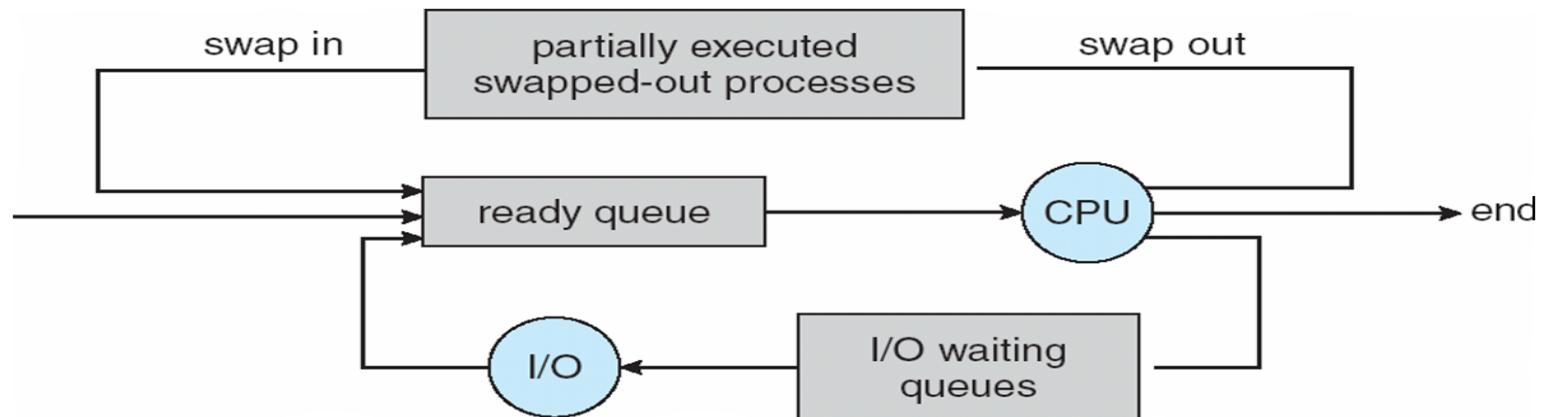 swap in
partially executed
swapped-out processes
swap out
ready queue
CPU
end
I/O
I/O waiting
queues